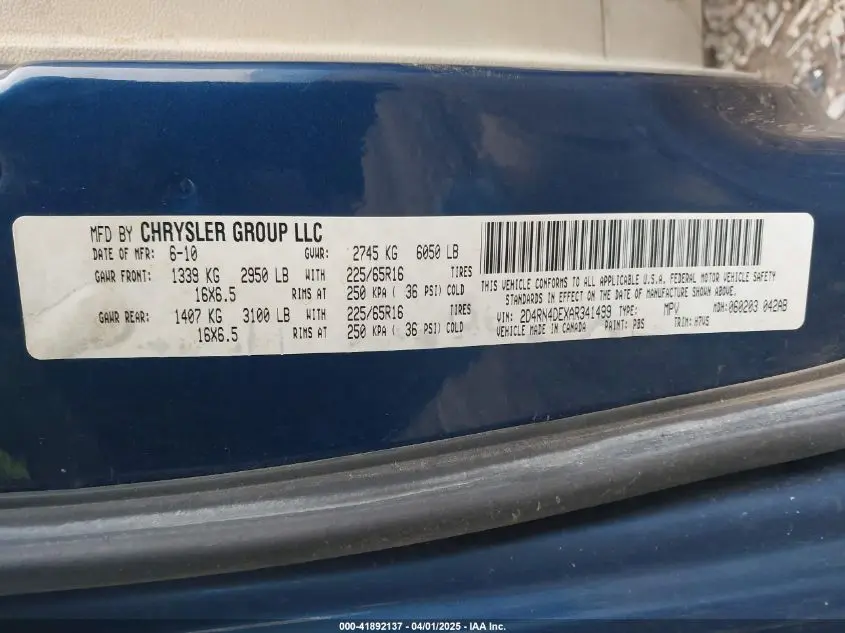 MFD BY CHRYSLER GROUP LLC
DATE OF MFR: 6-10 GVWR: 2745 KG 6050 LB
GAWR FRONT: 1339 KG 2950 LB WITH 225/65R16 TIRES
16X6.5 RIMS AT 250 KPA ( 36 PSI) COLD
GAWR REAR: 1407 KG 3100 LB WITH 225/65R16 TIRES
16X6.5 RIMS AT 250 KPA ( 36 PSI) COLD
THIS VEHICLE CONFORMS TO ALL APPLICABLE U.S.A. FEDERAL MOTOR VEHICLE SAFETY
STANDARDS IN EFFECT ON THE DATE OF MANUFACTURE SHOWN ABOVE.
VIN: 2D4RN4DEXAR341499 TYPE: MPV MDH: 060203 042AB
VEHICLE MADE IN CANADA PAINT: PBS TRIM: H7V5
000-41892137 - 04/01/2025 - IAA Inc.